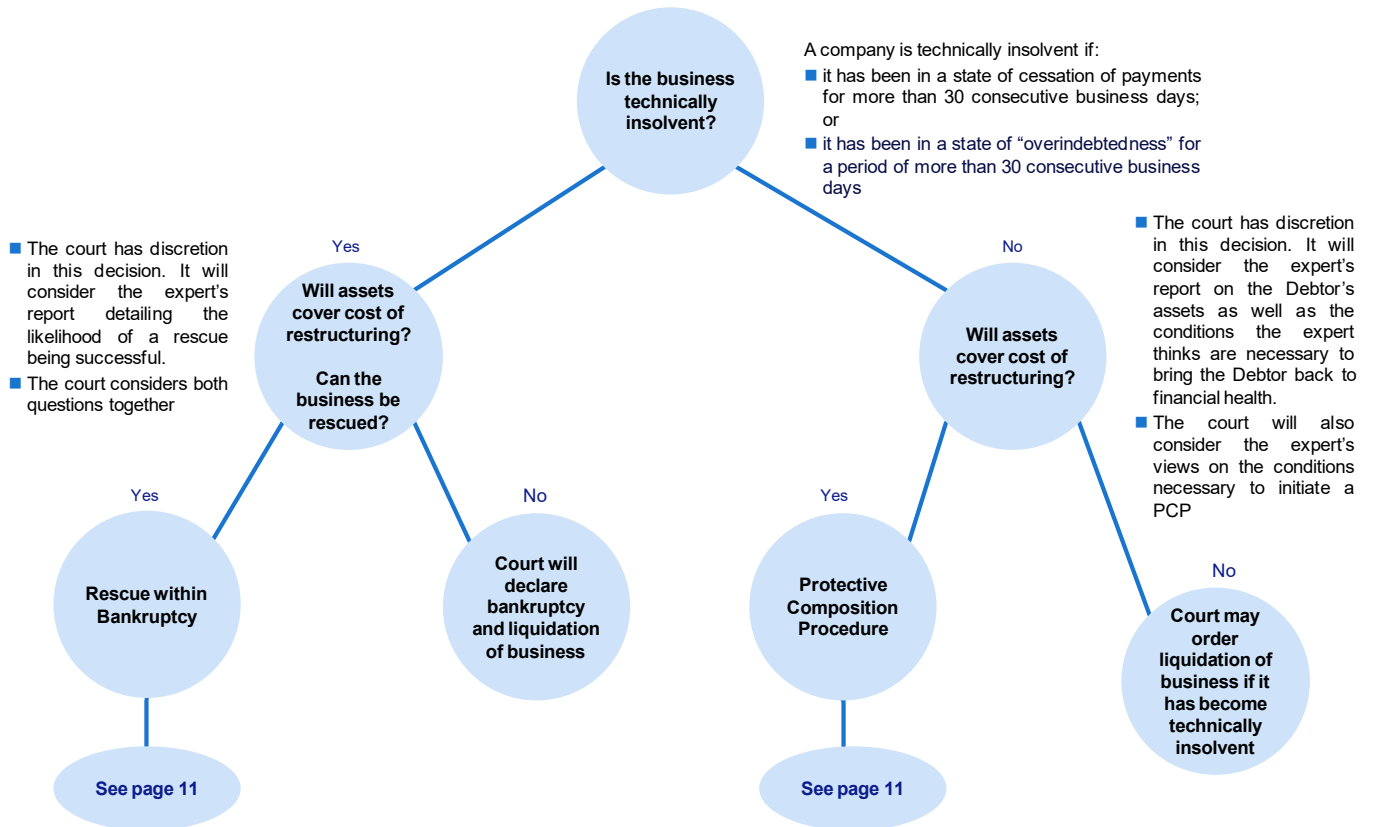 Is the business
technically
insolvent?
A company is technically insolvent if:
it has been in a state of cessation of payments
for more than 30 consecutive business days;
or
it has been in a state of “overindebtedness” for
a period of more than 30 consecutive business
days
The court has discretion
in this decision. It will
consider the expert’s
report detailing the
likelihood of a rescue
being successful.
The court considers both
questions together
Yes
Will assets
cover cost of
restructuring?
Can the
business be
rescued?
No
Will assets
cover cost of
restructuring?
The court has discretion
in this decision. It will
consider the expert’s
report on the Debtor’s
assets as well as the
conditions the expert
thinks are necessary to
bring the Debtor back to
financial health.
The court will also
consider the expert’s
views on the conditions
necessary to initiate a
PCP
Yes
Rescue within
Bankruptcy
No
Court will
declare
bankruptcy
and liquidation
of business
Yes
Protective
Composition
Procedure
No
Court may
order
liquidation of
business if it
has become
technically
insolvent
See page 11
See page 11